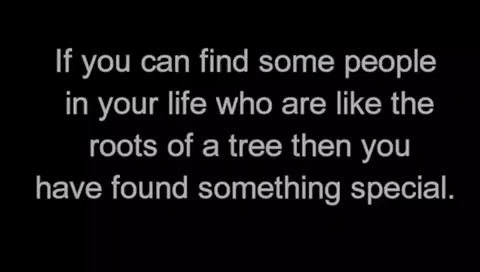 If you can find some people
in your life who are like the
roots of a tree then you
have found something special.